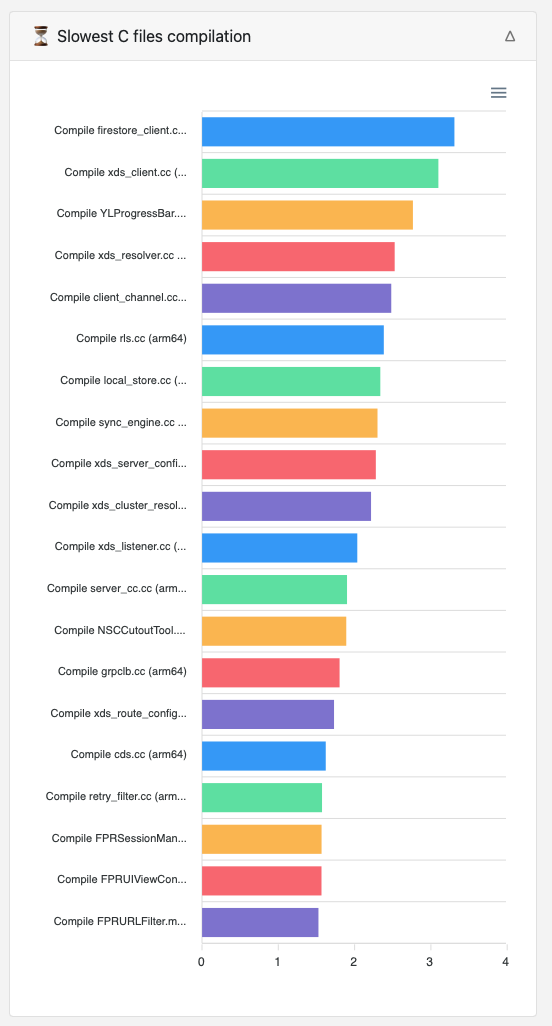 ⏳ Slowest C files compilation
Compile firestore_client.c...
Compile xds_client.cc (...
Compile YLProgressBar....
Compile xds_resolver.cc ...
Compile client_channel.cc...
Compile rls.cc (arm64)
Compile local_store.cc (...
Compile sync_engine.cc ...
Compile xds_server_confi...
Compile xds_cluster_resol...
Compile xds_listener.cc (...
Compile server_cc.cc (arm...
Compile NSCCutoutTool....
Compile grpclb.cc (arm64)
Compile xds_route_config...
Compile cds.cc (arm64)
Compile retry_filter.cc (arm...
Compile FPRSessionMan...
Compile FPRUIViewCon...
Compile FPRURLFilter.m...
0 1 2 3 4